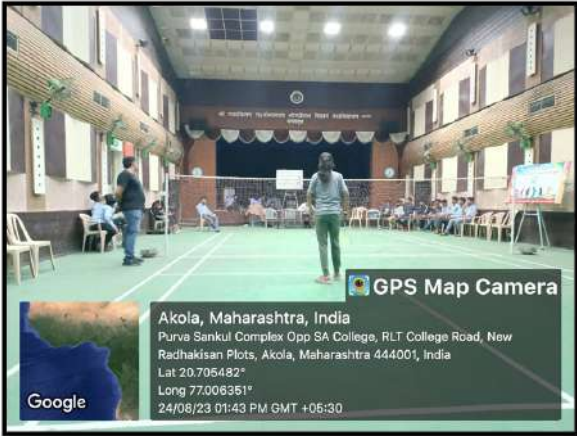 GPS Map Camera
Akola, Maharashtra, India
Purva Sankul Complex Opp SA College, RLT College Road, New
Radhakisan Plots, Akola, Maharashtra 444001, India
Lat 20.705482°
Long 77.006351°
24/08/23 01:43 PM GMT +05:30
Google